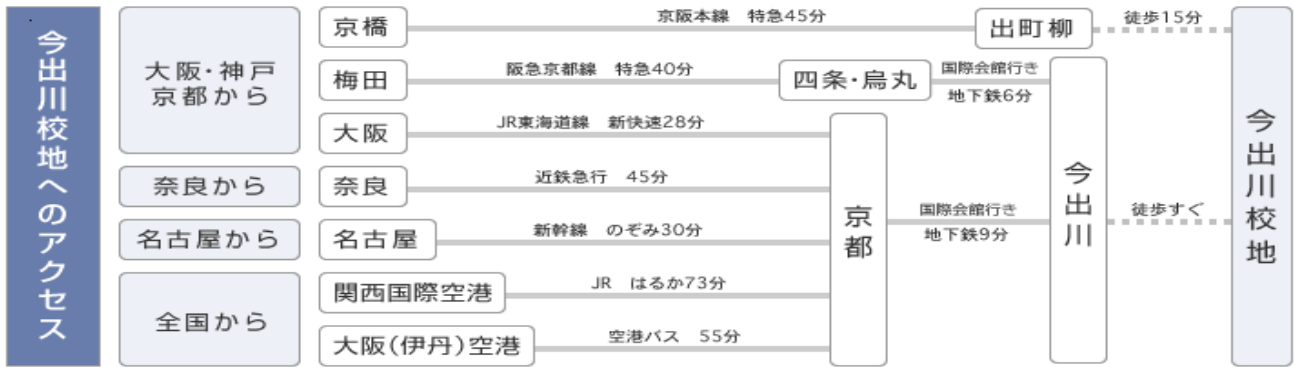 今出川校地へのアクセス
大阪・神戸
京都から
京橋
京阪本線 特急45分
出町柳
徒歩15分
梅田
阪急京都線 特急40分
四条・烏丸
国際会館行き
地下鉄6分
大阪
JR東海道線 新快速28分
奈良から
奈良
近鉄急行 45分
名古屋から
名古屋
新幹線 のぞみ30分
全国から
関西国際空港
JR はるか73分
大阪(伊丹)空港
空港バス 55分
京都
国際会館行き
地下鉄9分
今出川
徒歩すぐ
今出川校地